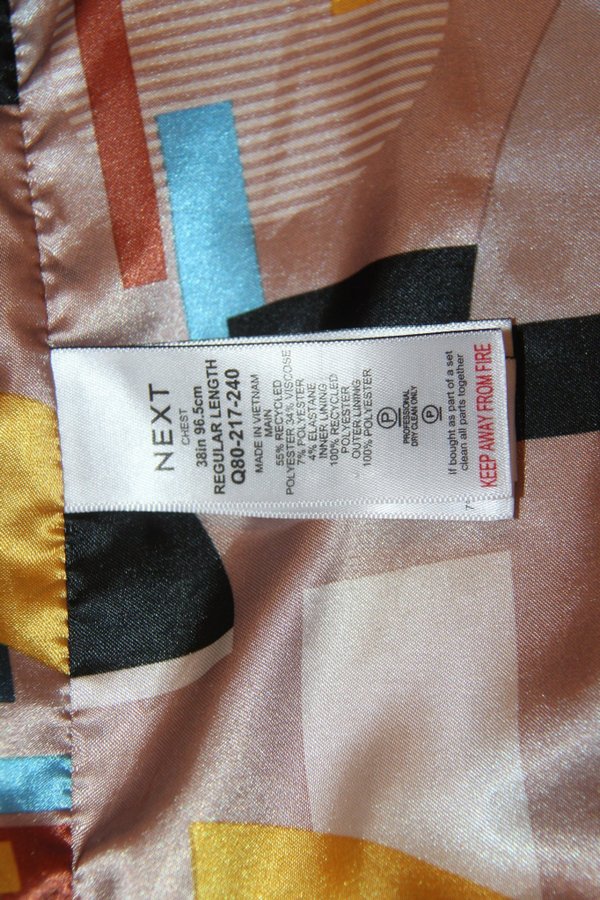 NEXT
CHEST
38in 96.5cm
REGULAR LENGTH
Q80-217-240
MADE IN VIETNAM
MAIN
55% RECYCLED
POLYESTER 34% VISCOSE
7% POLYESTER
4% ELASTANE
INNER LINING
100% RECYCLED
POLYESTER
OUTER LINING
100% POLYESTER
P
PROFESSIONAL
DRY CLEAN ONLY
P
If bought as part of a set
clean all parts together
KEEP AWAY FROM FIRE